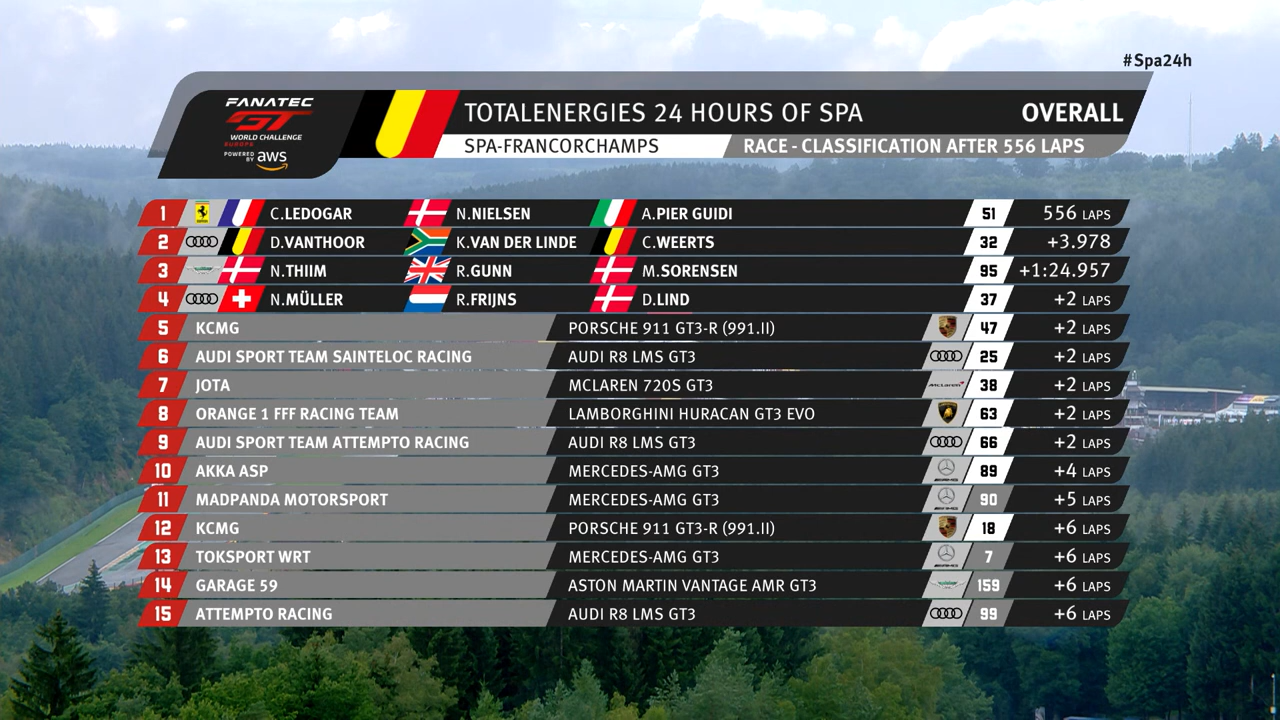 #Spa24h
FANATEC
GT
WORLD CHALLENGE
EUROPE
POWERED BY aws
TOTALENERGIES 24 HOURS OF SPA OVERALL
SPA-FRANCORCHAMPS RACE - CLASSIFICATION AFTER 556 LAPS
1 C.LEDOGAR N.NIELSEN A.PIER GUIDI 51 556 LAPS
2 D.VANTHOOR K.VAN DER LINDE C.WEERTS 32 +3.978
3 N.THIIM R.GUNN M.SORENSEN 95 +1:24.957
4 N.MÜLLER R.FRIJNS D.LIND 37 +2 LAPS
5 KCMG PORSCHE 911 GT3-R (991.II) 47 +2 LAPS
6 AUDI SPORT TEAM SAINTELOC RACING AUDI R8 LMS GT3 25 +2 LAPS
7 JOTA MCLAREN 720S GT3 McLaren 38 +2 LAPS
8 ORANGE 1 FFF RACING TEAM LAMBORGHINI HURACAN GT3 EVO 63 +2 LAPS
9 AUDI SPORT TEAM ATTEMPTO RACING AUDI R8 LMS GT3 66 +2 LAPS
10 AKKA ASP MERCEDES-AMG GT3 AMG 89 +4 LAPS
11 MADPANDA MOTORSPORT MERCEDES-AMG GT3 AMG 90 +5 LAPS
12 KCMG PORSCHE 911 GT3-R (991.II) 18 +6 LAPS
13 TOKSPORT WRT MERCEDES-AMG GT3 AMG 7 +6 LAPS
14 GARAGE 59 ASTON MARTIN VANTAGE AMR GT3 159 +6 LAPS
15 ATTEMPTO RACING AUDI R8 LMS GT3 99 +6 LAPS